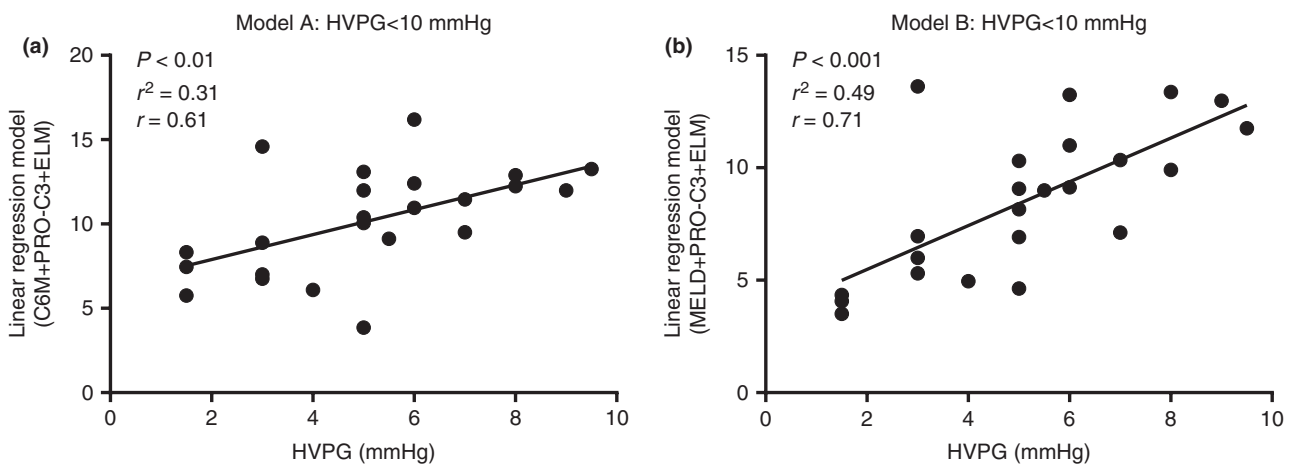 Model A: HVPG<10 mmHg
(a)
P < 0.01
r² = 0.31
r = 0.61
Linear regression model
(C6M+PRO-C3+ELM)
20
15
10
5
0
0 2 4 6 8 10
HVPG (mmHg)
Model B: HVPG<10 mmHg
(b)
P < 0.001
r² = 0.49
r = 0.71
Linear regression model
(MELD+PRO-C3+ELM)
15
10
5
0
0 2 4 6 8 10
HVPG (mmHg)